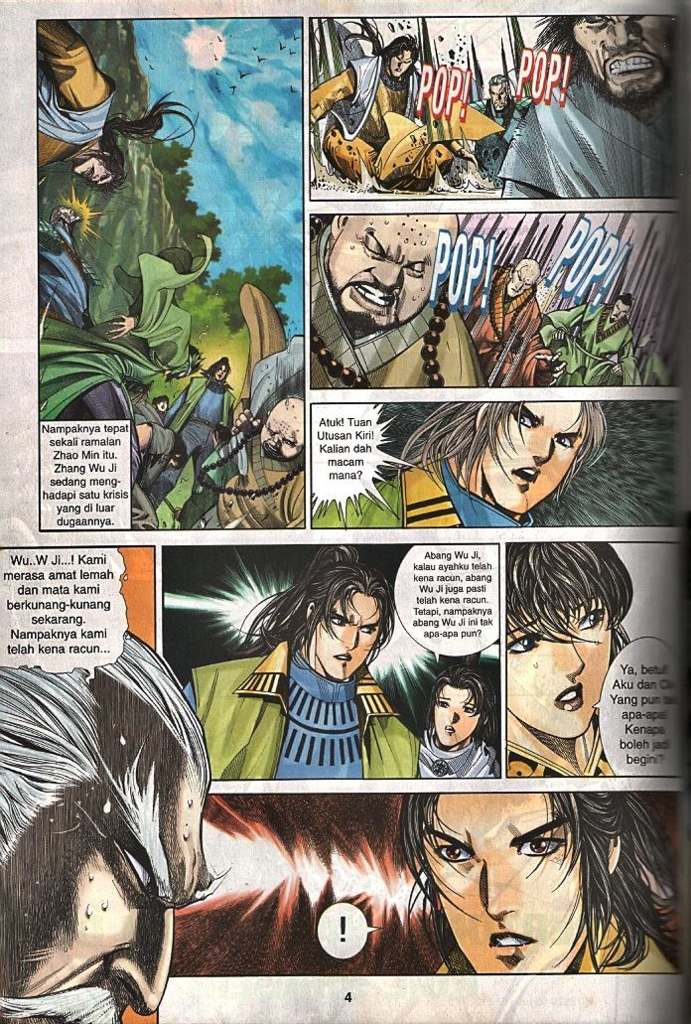 POP!
POP!
POP!
POP!
Nampaknya tepat
sekali ramalan
Zhao Min itu.
Zhang Wu Ji
sedang meng-
hadapi satu krisis
yang di luar
dugaannya.
Atuk! Tuan
Utusan Kiri!
Kalian dah
macam
mana?
Wu..W Ji...! Kami
merasa amat lemah
dan mata kami
berkunang-kunang
sekarang.
Nampaknya kami
telah kena racun...
Abang Wu Ji,
kalau ayahku telah
kena racun, abang
Wu Ji juga pasti
telah kena racun.
Tetapi, nampaknya
abang Wu Ji ini tak
apa-apa pun?
Ya, betul!
Aku dan
Yang pun
apa-apa!
Kenapa
boleh jadi
begini?
!
4